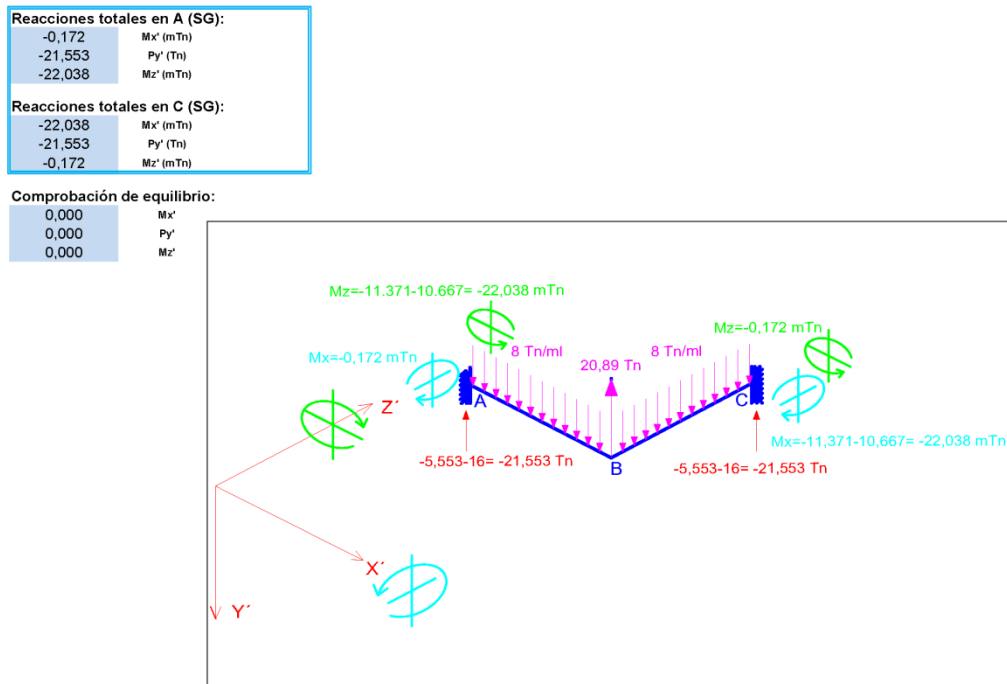 Reacciones totales en A (SG):
-0,172 Mx' (mTn)
-21,553 Py' (Tn)
-22,038 Mz' (mTn)
Reacciones totales en C (SG):
-22,038 Mx' (mTn)
-21,553 Py' (Tn)
-0,172 Mz' (mTn)
Comprobación de equilibrio:
0,000 Mx'
0,000 Py'
0,000 Mz'
Mz=-11.371-10.667= -22,038 mTn
Mz=-0,172 mTn
8 Tn/ml
8 Tn/ml
Mx=-0,172 mTn
20,89 Tn
A
C
Z´
Mx=-11,371-10,667= -22,038 mTn
-5,553-16= -21,553 Tn
B
-5,553-16= -21,553 Tn
X´
Y´